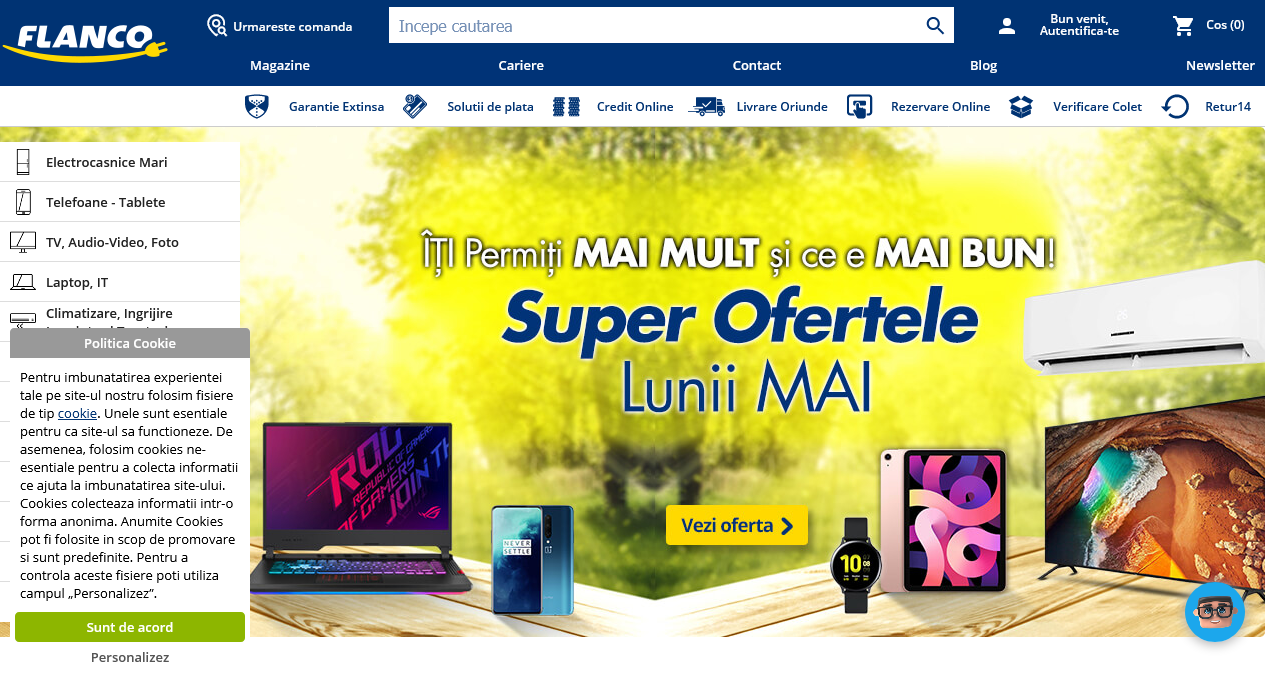 FLANCO
Urmareste comanda
Incepe cautarea
Bun venit,
Autentifica-te
Cos (0)
Magazine
Cariere
Contact
Blog
Newsletter
Garantie Extinsa
Solutii de plata
Credit Online
Livrare Oriunde
Rezervare Online
Verificare Colet
Retur14
Electrocasnice Mari
Telefoane - Tablete
TV, Audio-Video, Foto
Laptop, IT
Climatizare, Ingrijire
ÎȚI Permiți MAI MULT și ce e MAI BUN!
Super Ofertele
Lunii MAI
Vezi oferta
ROG
REPUBLIC OF GAMERS
JOIN TH
NEVER
SETTLE
10
08
Politica Cookie
Pentru imbunatatirea experientei
tale pe site-ul nostru folosim fisiere
de tip cookie. Unele sunt esentiale
pentru ca site-ul sa functioneze. De
asemenea, folosim cookies ne-
esentiale pentru a colecta informatii
ce ajuta la imbunatatirea site-ului.
Cookies colecteaza informatii intr-o
forma anonima. Anumite Cookies
pot fi folosite in scop de promovare
si sunt predefinite. Pentru a
controla aceste fisiere poti utiliza
campul „Personalizez”.
Sunt de acord
Personalizez